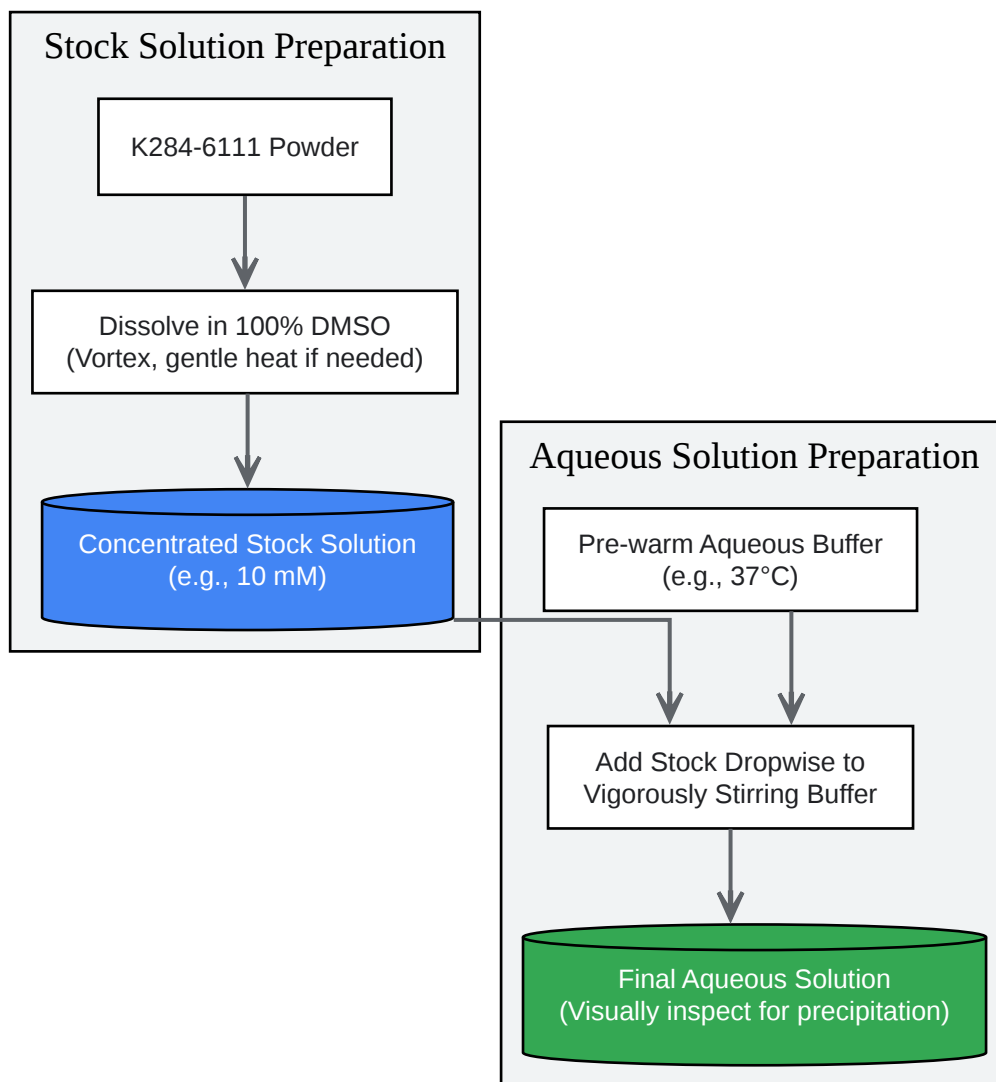 Stock Solution Preparation
K284-6111 Powder
Dissolve in 100% DMSO
(Vortex, gentle heat if needed)
Concentrated Stock Solution
(e.g., 10 mM)
Aqueous Solution Preparation
Pre-warm Aqueous Buffer
(e.g., 37°C)
Add Stock Dropwise to
Vigorously Stirring Buffer
Final Aqueous Solution
(Visually inspect for precipitation)